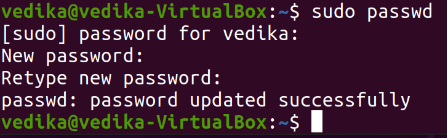 vedika@vedika-VirtualBox:~$ sudo passwd
[sudo] password for vedika:
New password:
Retype new password:
passwd: password updated successfully
vedika@vedika-VirtualBox:~$